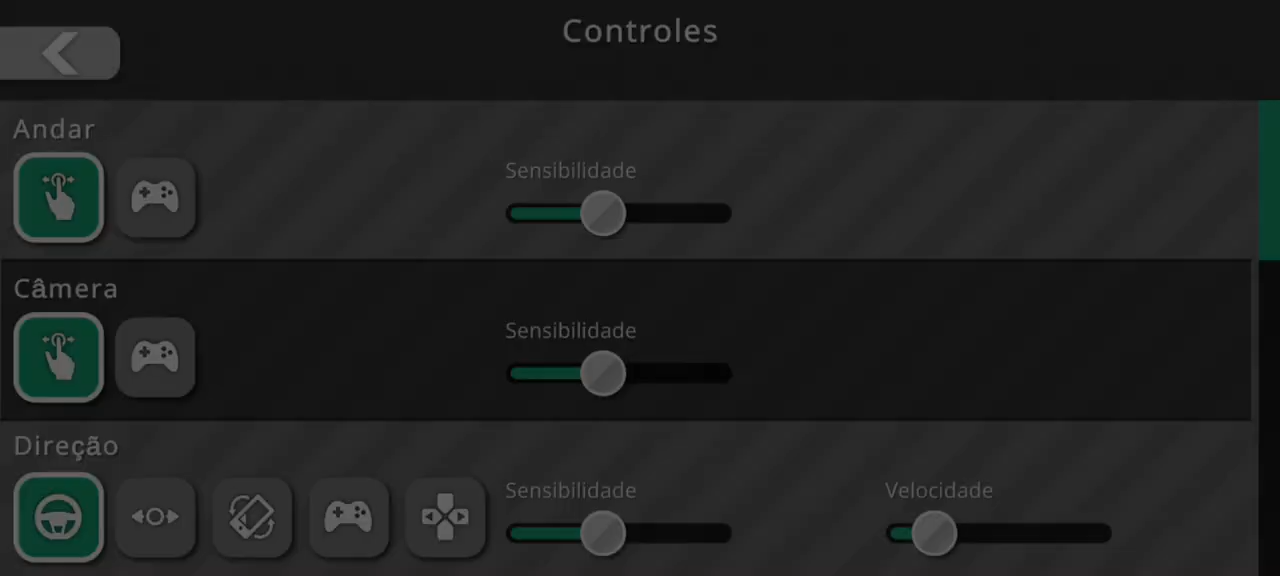 Controles
Andar
Sensibilidade
Câmera
Sensibilidade
Direção
Sensibilidade
Velocidade